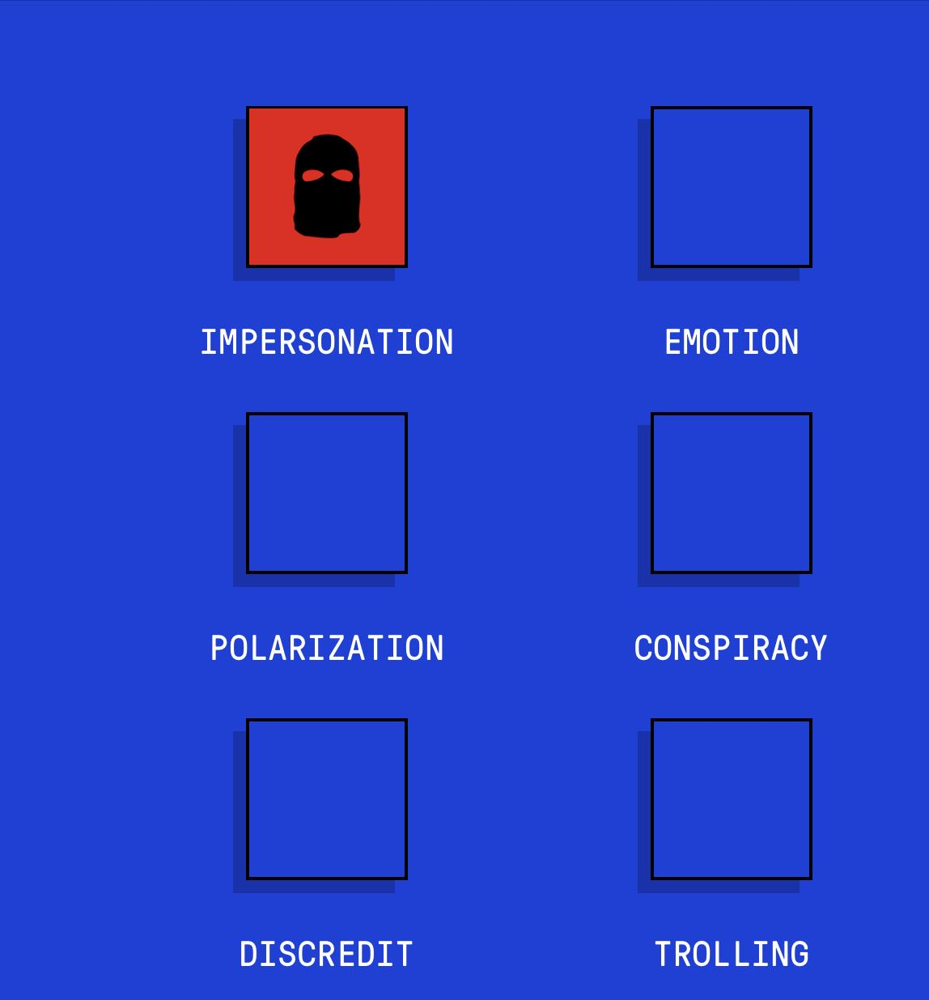 IMPERSONATION
EMOTION
POLARIZATION
CONSPIRACY
DISCREDIT
TROLLING